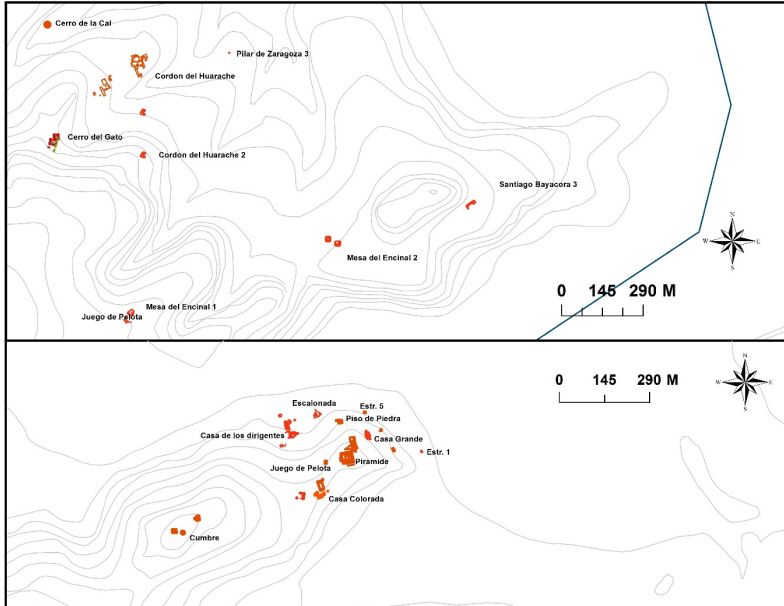 Cerro de la Cal
Pilar de Zaragoza 3
Cordon del Huarache
Cerro del Gato
Cordon del Huarache 2
Santiago Bayacora 3
N
W E
S
Mesa del Encinal 2
0 145 290 M
Mesa del Encinal 1
Juego de Pelota
N
W E
S
0 145 290 M
Escalonada
Estr. 5
Piso de Piedra
Casa de los dirigentes
Casa Grande
Estr. 1
Piramide
Juego de Pelota
Casa Colorada
Cumbre